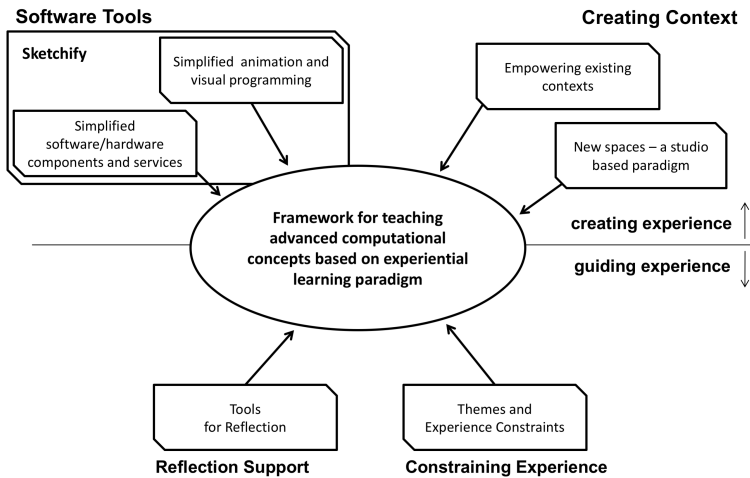 Software Tools
Creating Context
Sketchify
Simplified animation and
visual programming
Simplified
software/hardware
components and services
Empowering existing
contexts
New spaces – a studio
based paradigm
Framework for teaching
advanced computational
concepts based on experiential
learning paradigm
creating experience
guiding experience
Tools
for Reflection
Themes and
Experience Constraints
Reflection Support
Constraining Experience